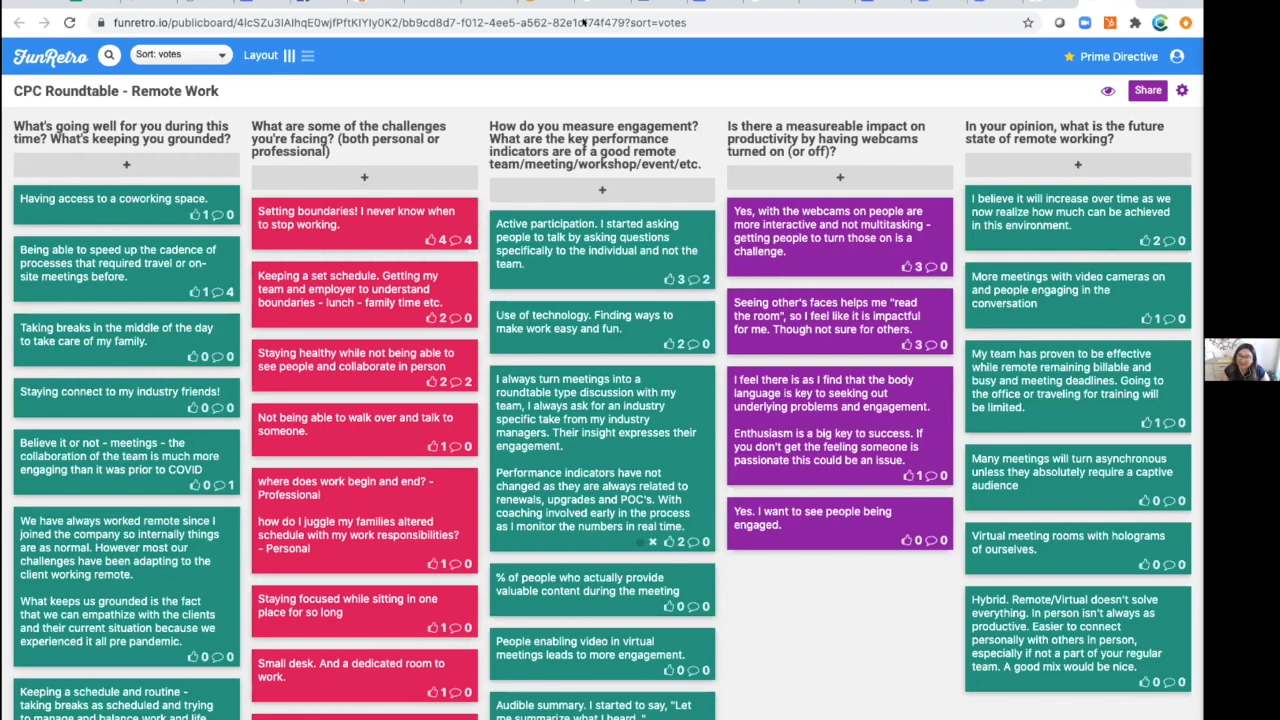 funretro.io/publicboard/4lcSZu3IAIhqE0wjfPftKIYIy0K2/bb9cd8d7-f012-4ee5-a562-82e1c74f479?sort=votes
FunRetro
Sort: votes
Layout
Prime Directive
CPC Roundtable - Remote Work
Share
What's going well for you during this
time? What's keeping you grounded?
+
Having access to a coworking space.
1 0
Being able to speed up the cadence of
processes that required travel or on-
site meetings before.
1 4
Taking breaks in the middle of the day
to take care of my family.
0 0
Staying connect to my industry friends!
0 0
Believe it or not - meetings - the
collaboration of the team is much more
engaging than it was prior to COVID
0 1
We have always worked remote since I
joined the company so internally things
are as normal. However most our
challenges have been adapting to the
client working remote.
What keeps us grounded is the fact
that we can empathize with the clients
and their current situation because we
experienced it all pre pandemic.
0 0
Keeping a schedule and routine -
taking breaks as scheduled and trying
to manage and balance work and life
What are some of the challenges
you're facing? (both personal or
professional)
+
Setting boundaries! I never know when
to stop working.
4 4
Keeping a set schedule. Getting my
team and employer to understand
boundaries - lunch - family time etc.
2 0
Staying healthy while not being able to
see people and collaborate in person
2 2
Not being able to walk over and talk to
someone.
1 0
where does work begin and end? -
Professional
how do I juggle my families altered
schedule with my work responsibilities?
- Personal
1 0
Staying focused while sitting in one
place for so long
1 0
Small desk. And a dedicated room to
work.
1 0
How do you measure engagement?
What are the key performance
indicators are of a good remote
team/meeting/workshop/event/etc.
+
Active participation. I started asking
people to talk by asking questions
specifically to the individual and not the
team.
3 2
Use of technology. Finding ways to
make work easy and fun.
2 0
I always turn meetings into a
roundtable type discussion with my
team, I always ask for an industry
specific take from my industry
managers. Their insight expresses their
engagement.
Performance indicators have not
changed as they are always related to
renewals, upgrades and POC's. With
coaching involved early in the process
as I monitor the numbers in real time.
2 0
% of people who actually provide
valuable content during the meeting
0 0
People enabling video in virtual
meetings leads to more engagement.
0 0
Audible summary. I started to say, "Let
me summarize what I heard..."
Is there a measureable impact on
productivity by having webcams
turned on (or off)?
+
Yes, with the webcams on people are
more interactive and not multitasking -
getting people to turn those on is a
challenge.
3 0
Seeing other's faces helps me "read
the room", so I feel like it is impactful
for me. Though not sure for others.
3 0
I feel there is as I find that the body
language is key to seeking out
underlying problems and engagement.
Enthusiasm is a big key to success. If
you don't get the feeling someone is
passionate this could be an issue.
1 0
Yes. I want to see people being
engaged.
0 0
In your opinion, what is the future
state of remote working?
+
I believe it will increase over time as we
now realize how much can be achieved
in this environment.
2 0
More meetings with video cameras on
and people engaging in the
conversation
1 0
My team has proven to be effective
while remote remaining billable and
busy and meeting deadlines. Going to
the office or traveling for training will
be limited.
1 0
Many meetings will turn asynchronous
unless they absolutely require a captive
audience
0 0
Virtual meeting rooms with holograms
of ourselves.
0 0
Hybrid. Remote/Virtual doesn't solve
everything. In person isn't always as
productive. Easier to connect
personally with others in person,
especially if not a part of your regular
team. A good mix would be nice.
0 0